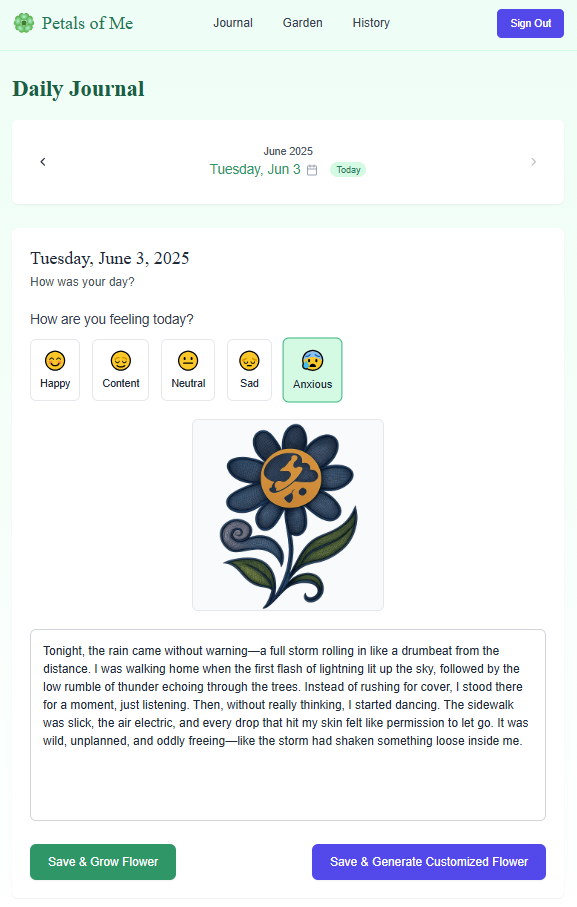 Petals of Me
Journal
Garden
History
Sign Out
Daily Journal
June 2025
Tuesday, Jun 3
Today
Tuesday, June 3, 2025
How was your day?
How are you feeling today?
Happy
Content
Neutral
Sad
Anxious
Tonight, the rain came without warning—a full storm rolling in like a drumbeat from the
distance. I was walking home when the first flash of lightning lit up the sky, followed by the
low rumble of thunder echoing through the trees. Instead of rushing for cover, I stood there
for a moment, just listening. Then, without really thinking, I started dancing. The sidewalk
was slick, the air electric, and every drop that hit my skin felt like permission to let go. It was
wild, unplanned, and oddly freeing—like the storm had shaken something loose inside me.
Save & Grow Flower
Save & Generate Customized Flower